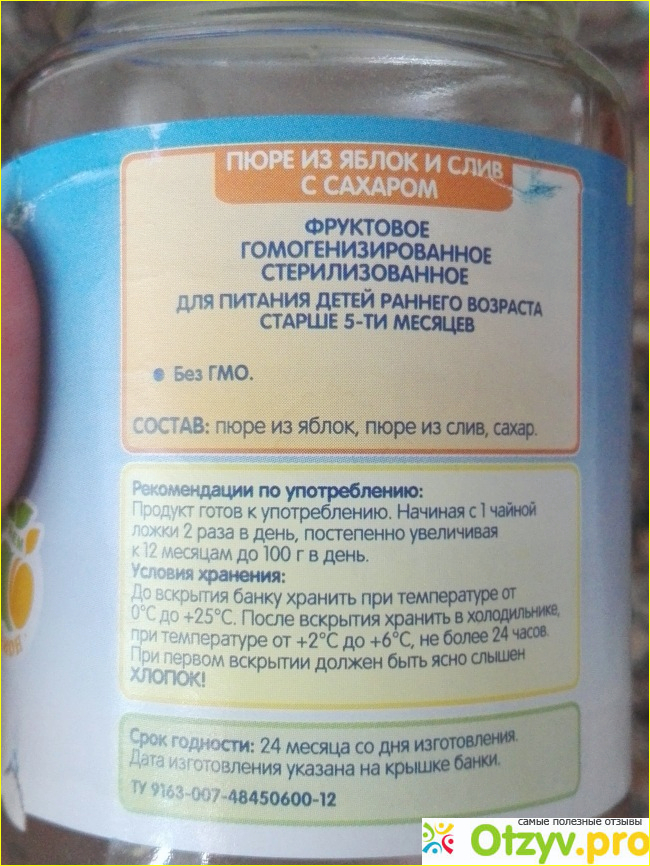 ПЮРЕ ИЗ ЯБЛОК И СЛИВ
С САХАРОМ
ФРУКТОВОЕ
ГОМОГЕНИЗИРОВАННОЕ
СТЕРИЛИЗОВАННОЕ
ДЛЯ ПИТАНИЯ ДЕТЕЙ РАННЕГО ВОЗРАСТА
СТАРШЕ 5-ТИ МЕСЯЦЕВ
• Без ГМО.
СОСТАВ: пюре из яблок, пюре из слив, сахар.
Рекомендации по употреблению:
Продукт готов к употреблению. Начиная с 1 чайной
ложки 2 раза в день, постепенно увеличивая
к 12 месяцам до 100 г в день.
Условия хранения:
До вскрытия банку хранить при температуре от
0°С до +25°С. После вскрытия хранить в холодильнике,
при температуре от +2°С до +6°С, не более 24 часов.
При первом вскрытии должен быть ясно слышен
ХЛОПОК!
Срок годности: 24 месяца со дня изготовления.
Дата изготовления указана на крышке банки.
ТУ 9163-007-48450600-12
самые полезные отзывы
Otzyv.pro